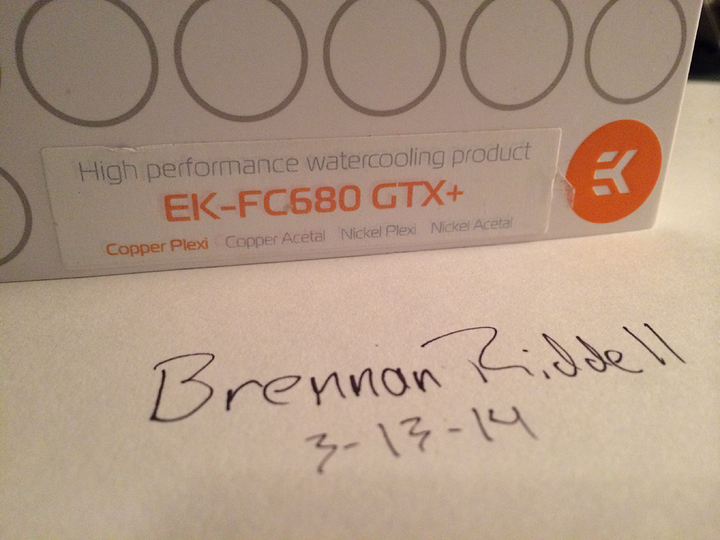 High performance watercooling product
EK-FC680 GTX+
Copper Plexi Copper Acetal Nickel Plexi Nickel Acetal
EK
Brennan Riddell
3-13-14